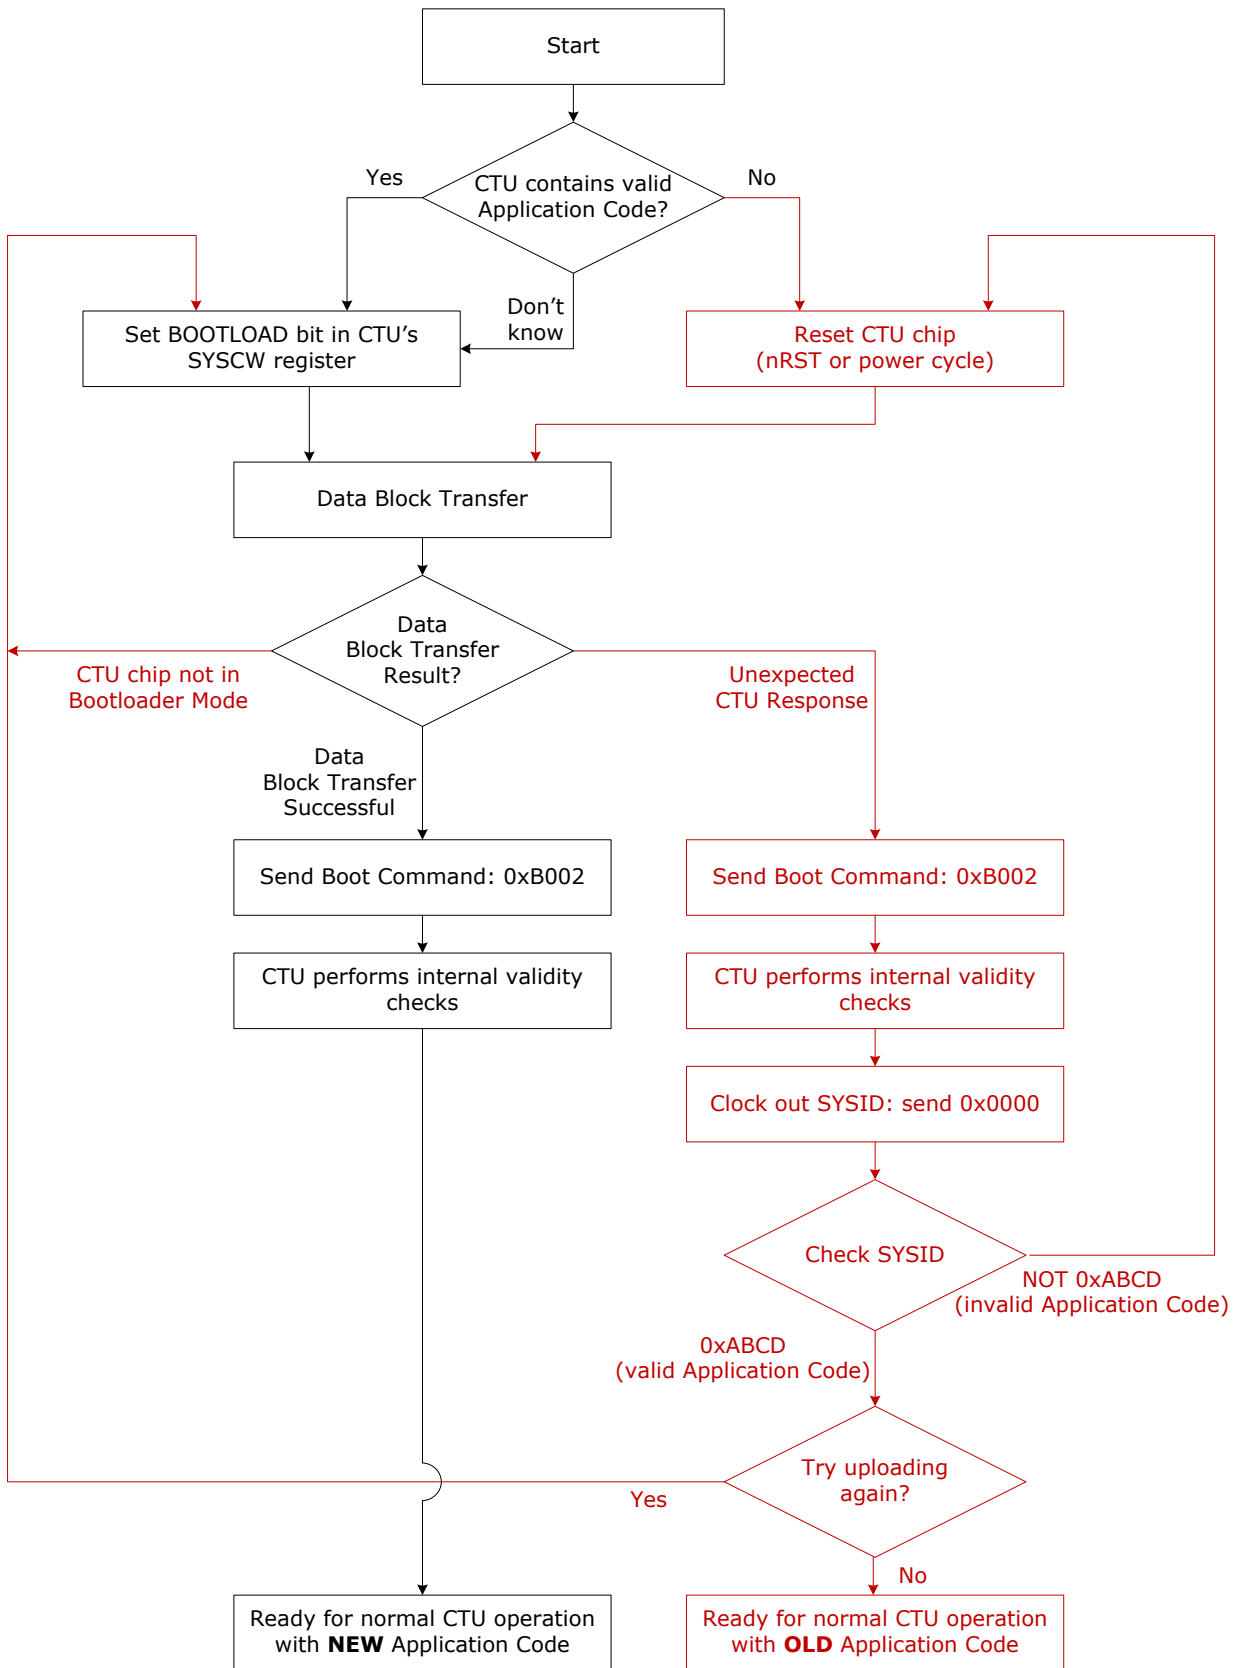 Start
CTU contains valid
Application Code?
Yes
No
Don't
know
Set BOOTLOAD bit in CTU's
SYSCW register
Reset CTU chip
(nRST or power cycle)
Data Block Transfer
Data
Block Transfer
Result?
CTU chip not in
Bootloader Mode
Unexpected
CTU Response
Data
Block Transfer
Successful
Send Boot Command: 0xB002
Send Boot Command: 0xB002
CTU performs internal validity
checks
CTU performs internal validity
checks
Clock out SYSID: send 0x0000
Check SYSID
NOT 0xABCD
(invalid Application Code)
0xABCD
(valid Application Code)
Try uploading
again?
Yes
No
Ready for normal CTU operation
with NEW Application Code
Ready for normal CTU operation
with OLD Application Code